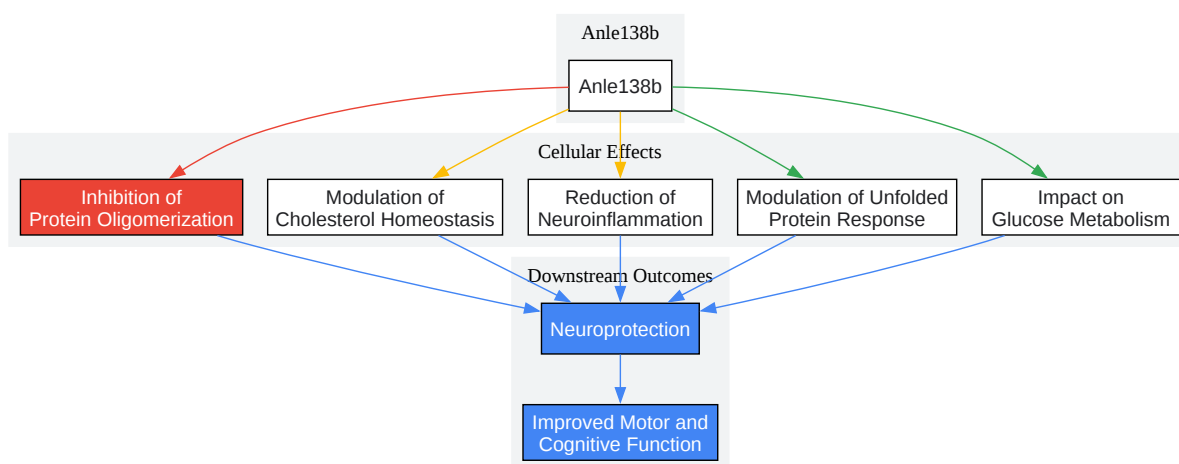 Anle138b
Anle138b
Cellular Effects
Inhibition of
Protein Oligomerization
Modulation of
Cholesterol Homeostasis
Reduction of
Neuroinflammation
Modulation of Unfolded
Protein Response
Impact on
Glucose Metabolism
Downstream Outcomes
Neuroprotection
Improved Motor and
Cognitive Function